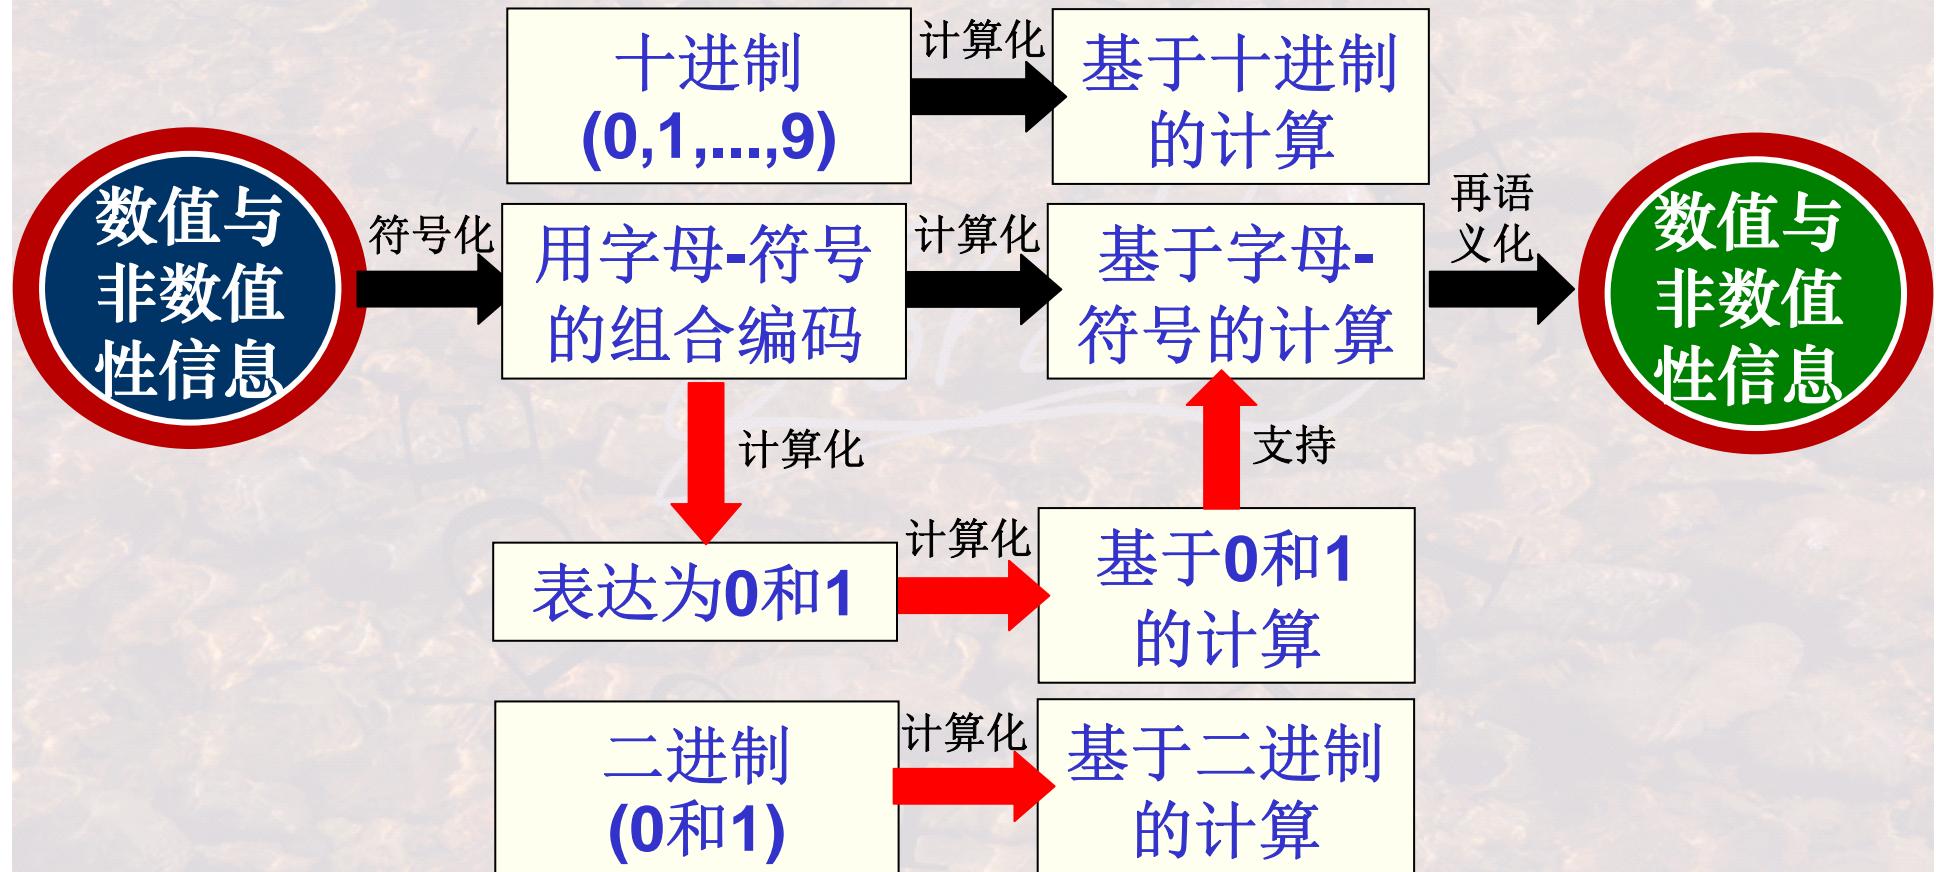 十进制
(0,1,...,9)
计算化
基于十进制
的计算
数值与
非数值
性信息
符号化
用字母-符号
的组合编码
计算化
基于字母-
符号的计算
再语
义化
数值与
非数值
性信息
计算化
支持
表达为0和1
计算化
基于0和1
的计算
二进制
(0和1)
计算化
基于二进制
的计算